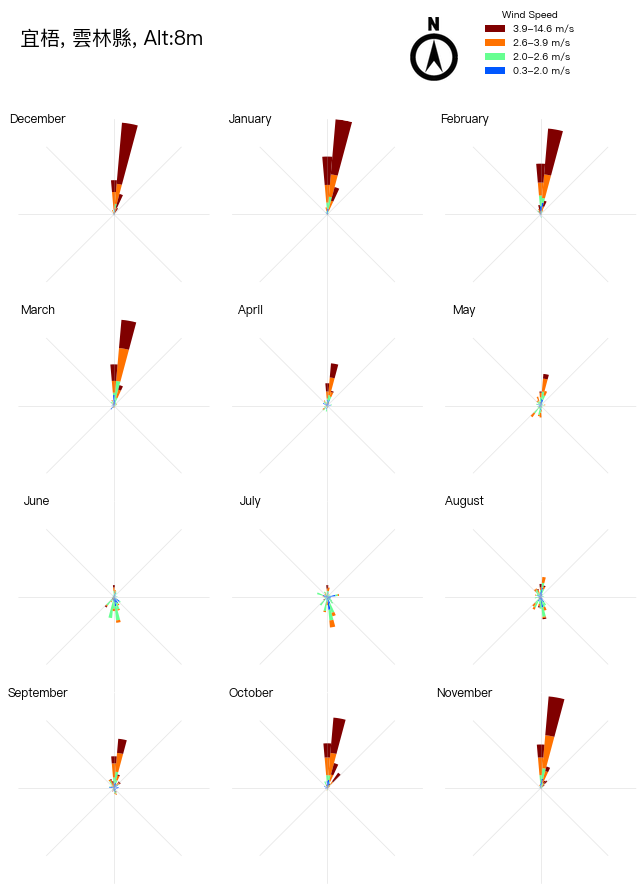 宜梧, 雲林縣, Alt:8m
N
Wind Speed
3.9–14.6 m/s
2.6–3.9 m/s
2.0–2.6 m/s
0.3–2.0 m/s
December
January
February
March
April
May
June
July
August
September
October
November